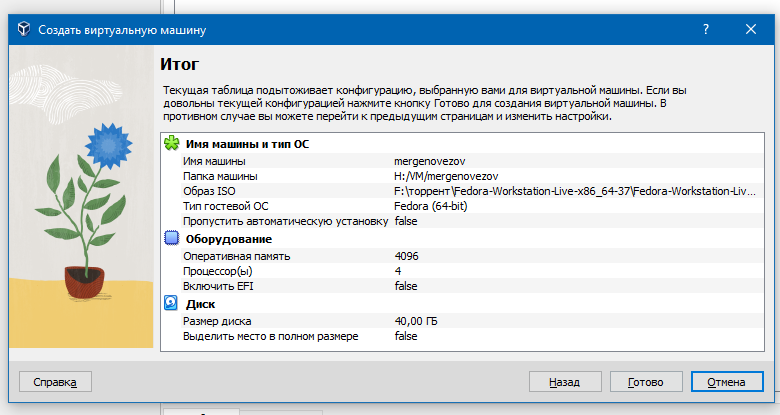 Создать виртуальную машину
Итог
Текущая таблица подытоживает конфигурацию, выбранную вами для виртуальной машины. Если вы
довольны текущей конфигурацией нажмите кнопку Готово для создания виртуальной машины. В
противном случае вы можете перейти к предыдущим страницам и изменить настройки.
Имя машины и тип ОС
Имя машины mergenovezov
Папка машины H:/VM/mergenovezov
Образ ISO F:\торрент\Fedora-Workstation-Live-x86_64-37\Fedora-Workstation-Liv...
Тип гостевой ОС Fedora (64-bit)
Пропустить автоматическую установку false
Оборудование
Оперативная память 4096
Процессор(ы) 4
Включить EFI false
Диск
Размер диска 40,00 ГБ
Выделить место в полном размере false
Справка Назад Готово Отмена